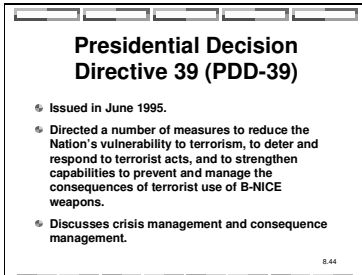 Presidential Decision
Directive 39 (PDD-39)
Issued in June 1995.
Directed a number of measures to reduce the
Nation's vulnerability to terrorism, to deter and
respond to terrorist acts, and to strengthen
capabilities to prevent and manage the
consequences of terrorist use of B-NICE
weapons.
Discusses crisis management and consequence
management.
8.44